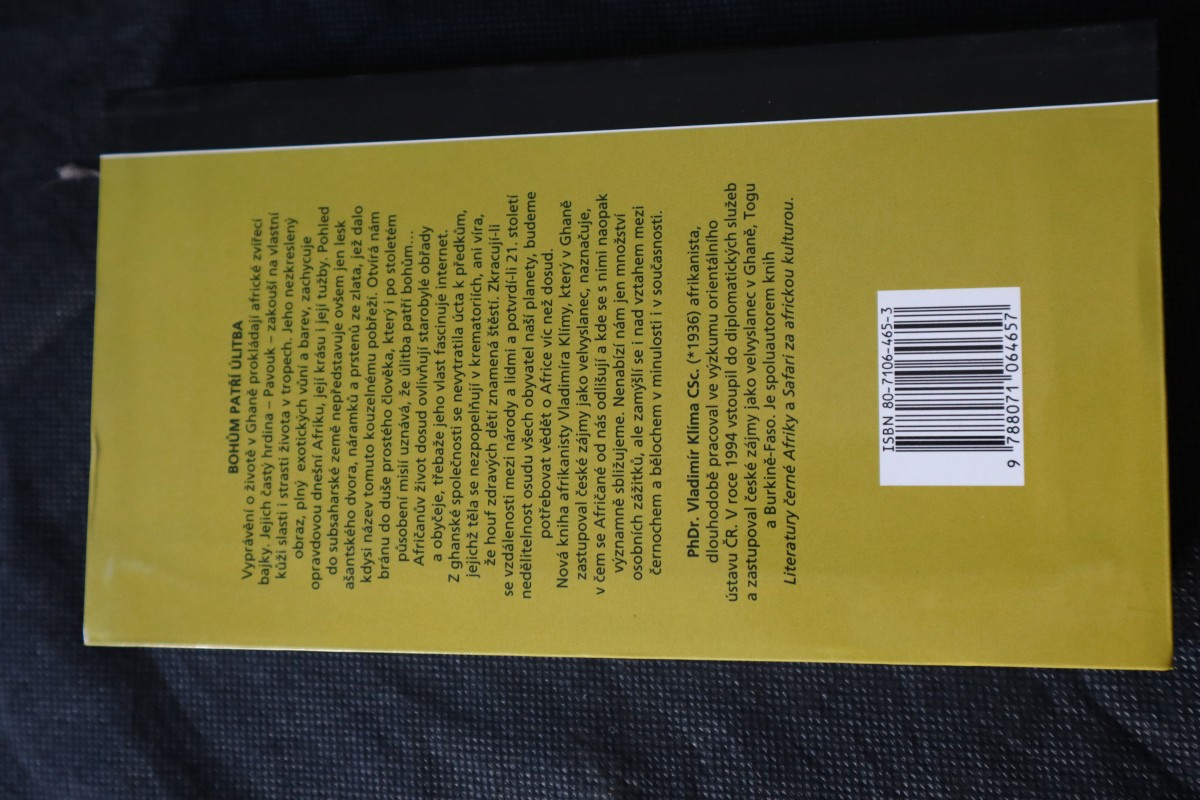 BOHŮM PATŘÍ ÚLITBA
Vyprávění o životě v Ghaně prokládají africké zvířecí
bajky. Jejich častý hrdina – Pavouk – zakouší na vlastní
kůži slasti i strasti života v tropech. Jeho nezkreslený
obraz, plný exotických vůní a barev, zachycuje
opravdovou dnešní Afriku, její krásu i její tužby. Pohled
do subsaharské země nepředstavuje ovšem jen lesk
ašantského dvora, náramků a prstenů ze zlata, jež dalo
kdysi název tomuto kouzelnému pobřeží. Otvírá nám
bránu do duše prostého člověka, který i po stoletém
působení misií uznává, že úlitba patří bohům...
Afričanův život dosud ovlivňují starobylé obřady
a obyčeje, třebaže jeho vlast fascinuje internet.
Z ghanské společnosti se nevytratila úcta k předkům,
jejichž těla se nezpopelňují v krematoriích, ani víra,
že houf zdravých dětí znamená štěstí. Zkracují-li
se vzdálenosti mezi národy a lidmi a potvrdí-li 21. století
nedělitelnost osudu všech obyvatel naší planety, budeme
potřebovat vědět o Africe víc než dosud.
Nová kniha afrikanisty Vladimíra Klímy, který v Ghaně
zastupoval české zájmy jako velvyslanec, naznačuje,
v čem se Afričané od nás odlišují a kde se s nimi naopak
významně sbližujeme. Nenabízí nám jen množství
osobních zážitků, ale zamýšlí se i nad vztahem mezi
černochem a bělochem v minulosti i v současnosti.
PhDr. Vladimír Klíma CSc. (*1936) afrikanista,
dlouhodobě pracoval ve výzkumu orientálního
ústavu ČR. V roce 1994 vstoupil do diplomatických služeb
a zastupoval české zájmy jako velvyslanec v Ghaně, Togu
a Burkině-Faso. Je spoluautorem knih
Literatury černé Afriky a Safari za africkou kulturou.
ISBN 80-7106-465-3
9 788071 064657